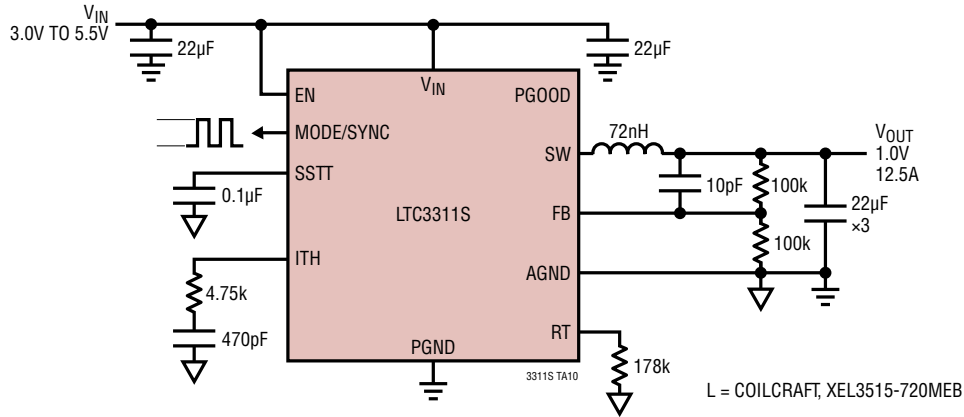 VIN
3.0V TO 5.5V
22µF
22µF
EN
VIN
PGOOD
MODE/SYNC
72nH
VOUT
1.0V
12.5A
SW
SSTT
0.1µF
10pF
100k
LTC3311S
FB
22µF
×3
100k
ITH
AGND
4.75k
470pF
RT
PGND
178k
3311S TA10
L = COILCRAFT, XEL3515-720MEB